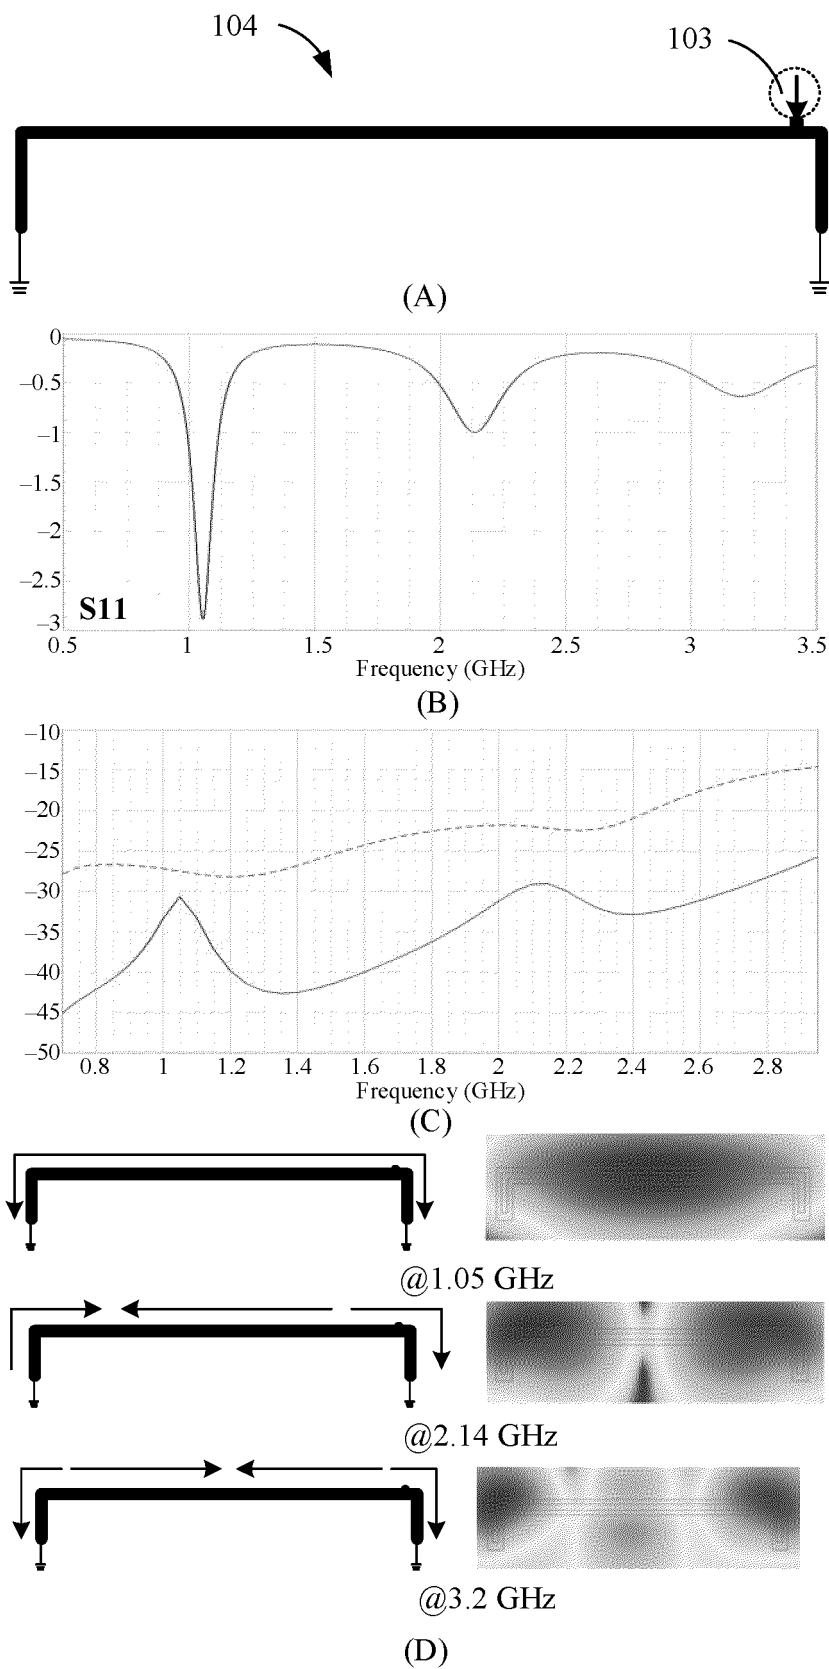 104
103
(A)
0
−0.5
−1
−1.5
−2
−2.5
−3
S11
0.5 1 1.5 2 2.5 3 3.5
Frequency (GHz)
(B)
−10
−15
−20
−25
−30
−35
−40
−45
−50
0.8 1 1.2 1.4 1.6 1.8 2 2.2 2.4 2.6 2.8
Frequency (GHz)
(C)
@1.05 GHz
@2.14 GHz
@3.2 GHz
(D)